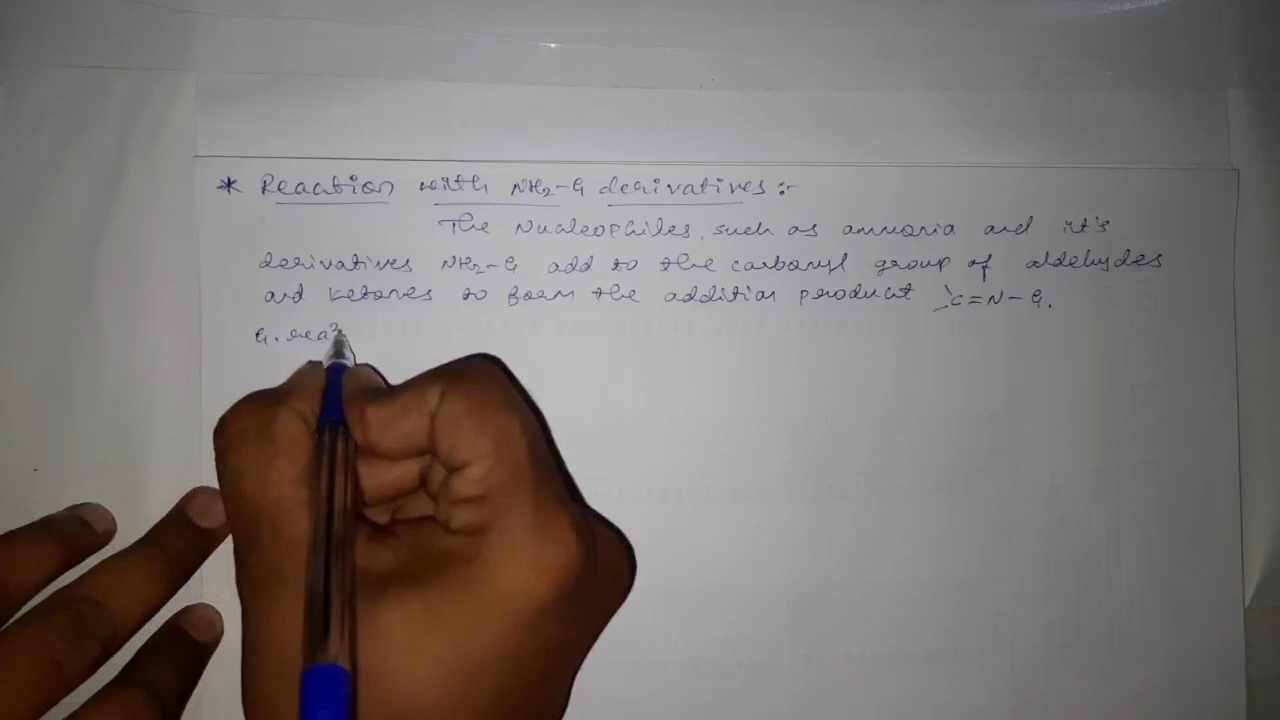 * Reaction with NH2-G derivatives :-
The Nucleophiles, such as ammonia and it's
derivatives NH2-G add to the carbonyl group of aldehydes
and ketones to form the addition product >C=N-G.
G. rea